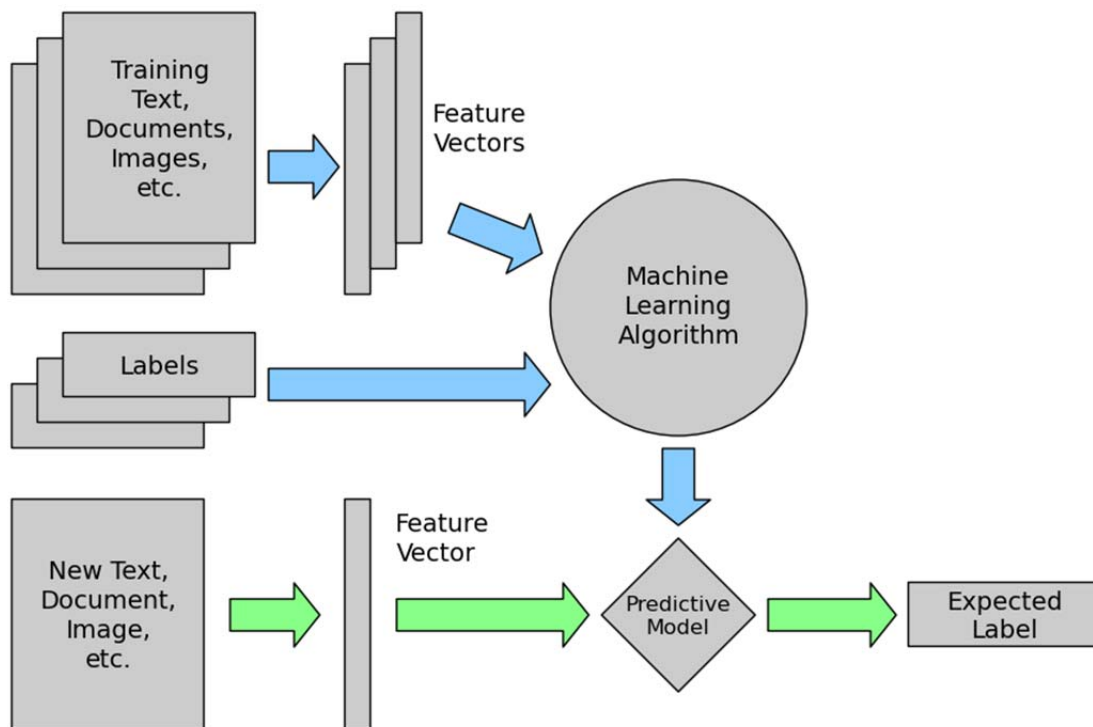 Training
Text,
Documents,
Images,
etc.
Feature
Vectors
Machine
Learning
Algorithm
Labels
New Text,
Document,
Image,
etc.
Feature
Vector
Predictive
Model
Expected
Label